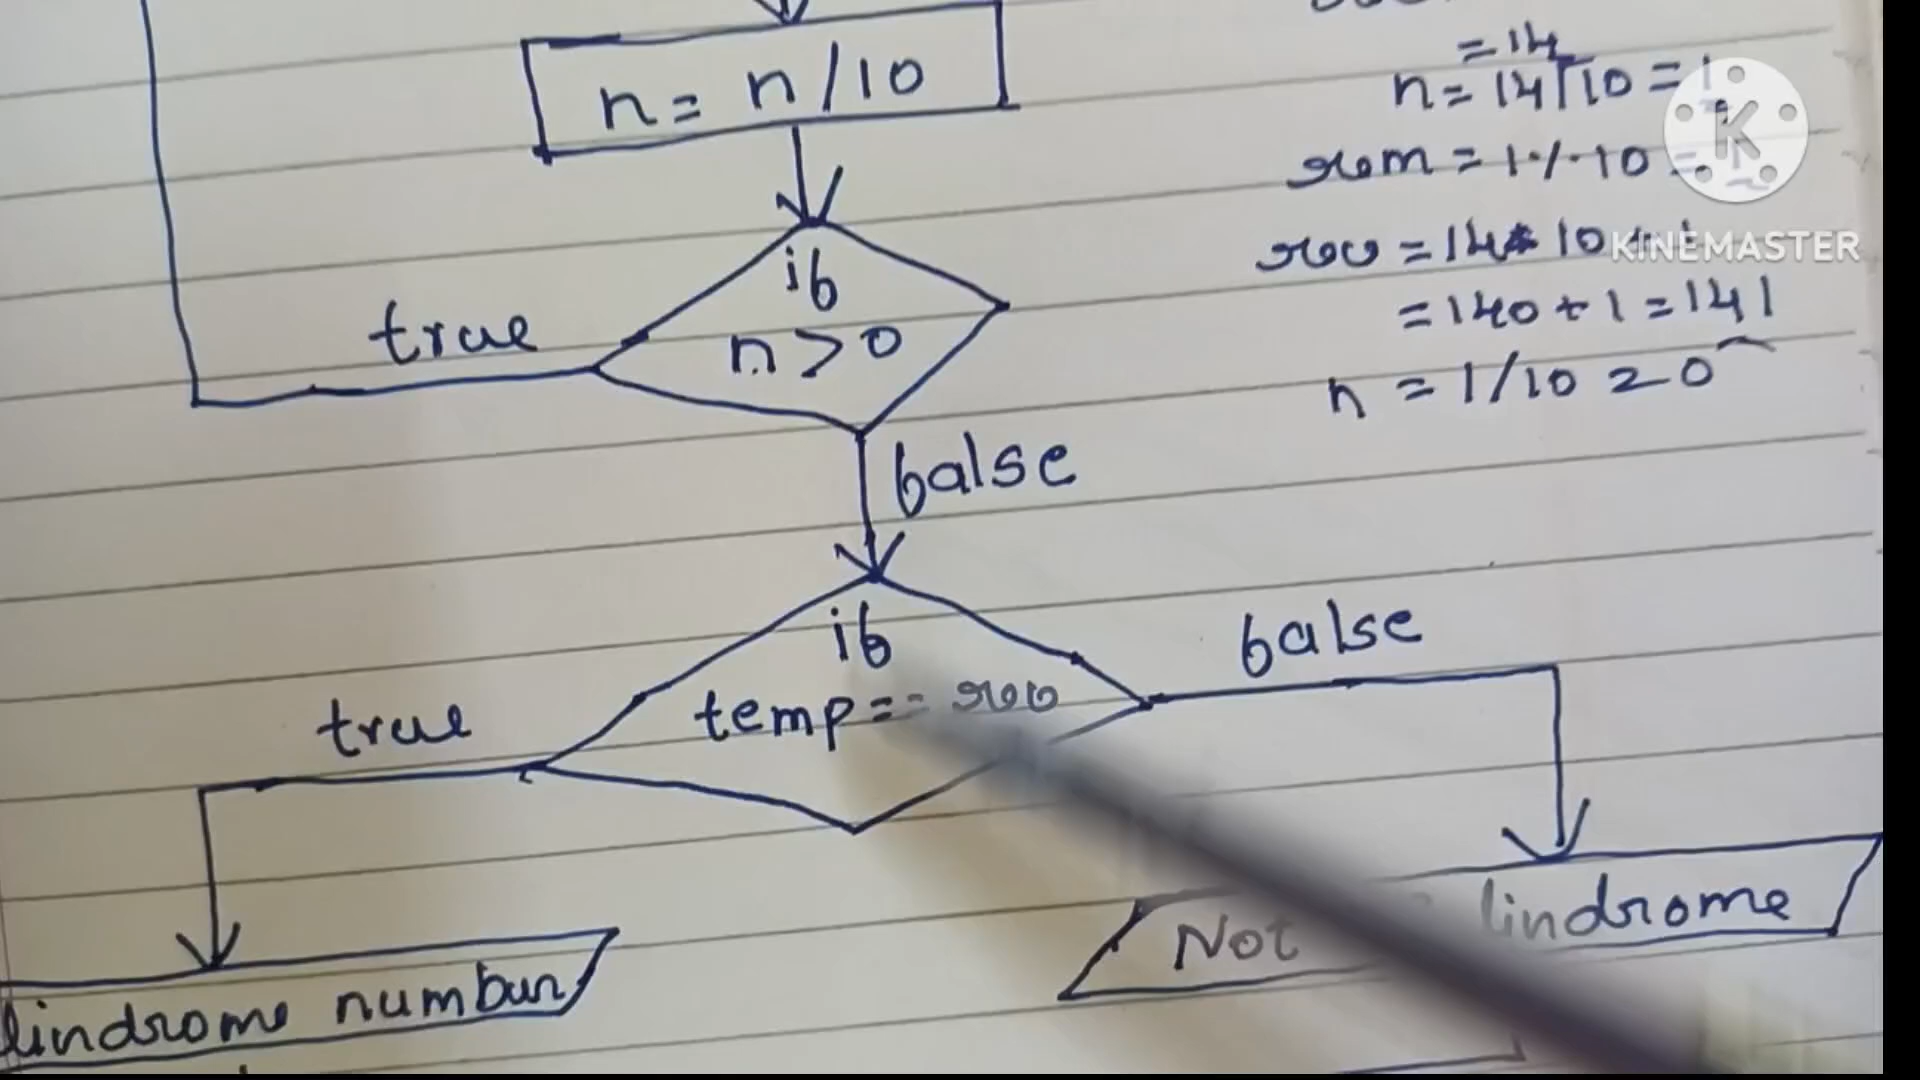 n = n/10
if
n > 0
true
false
if
temp == rev
true
false
lindrome number
Not lindrome
= 14
n = 14/10 = 1
rem = 1 % 10 =
rev = 14 * 10 + 1
= 140 + 1 = 141
n = 1/10 = 0
K
KINEMASTER